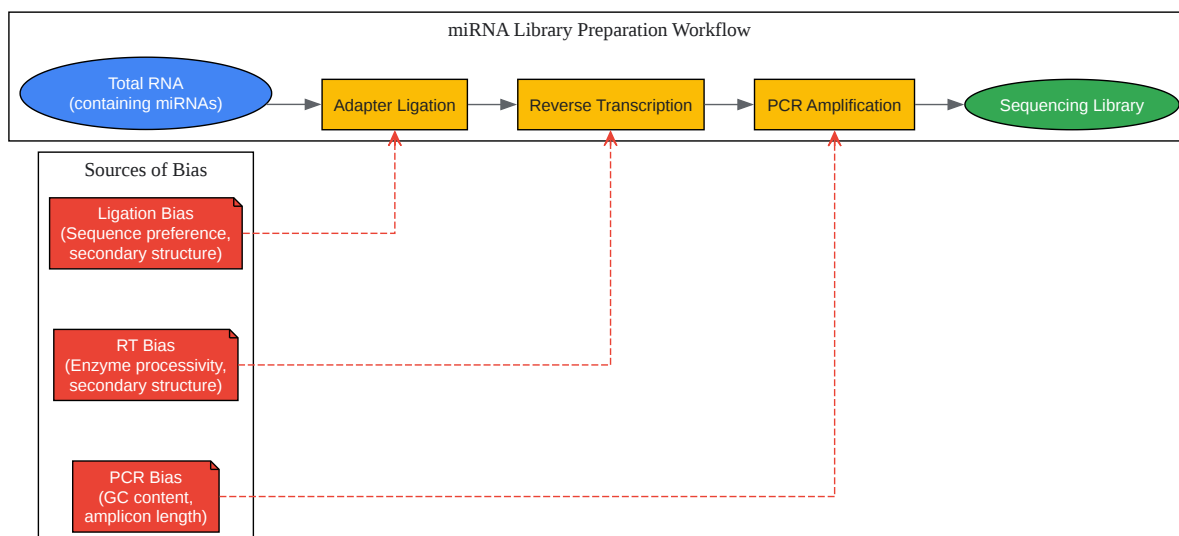 miRNA Library Preparation Workflow
Total RNA
(containing miRNAs)
Adapter Ligation
Reverse Transcription
PCR Amplification
Sequencing Library
Sources of Bias
Ligation Bias
(Sequence preference,
secondary structure)
RT Bias
(Enzyme processivity,
secondary structure)
PCR Bias
(GC content,
amplicon length)